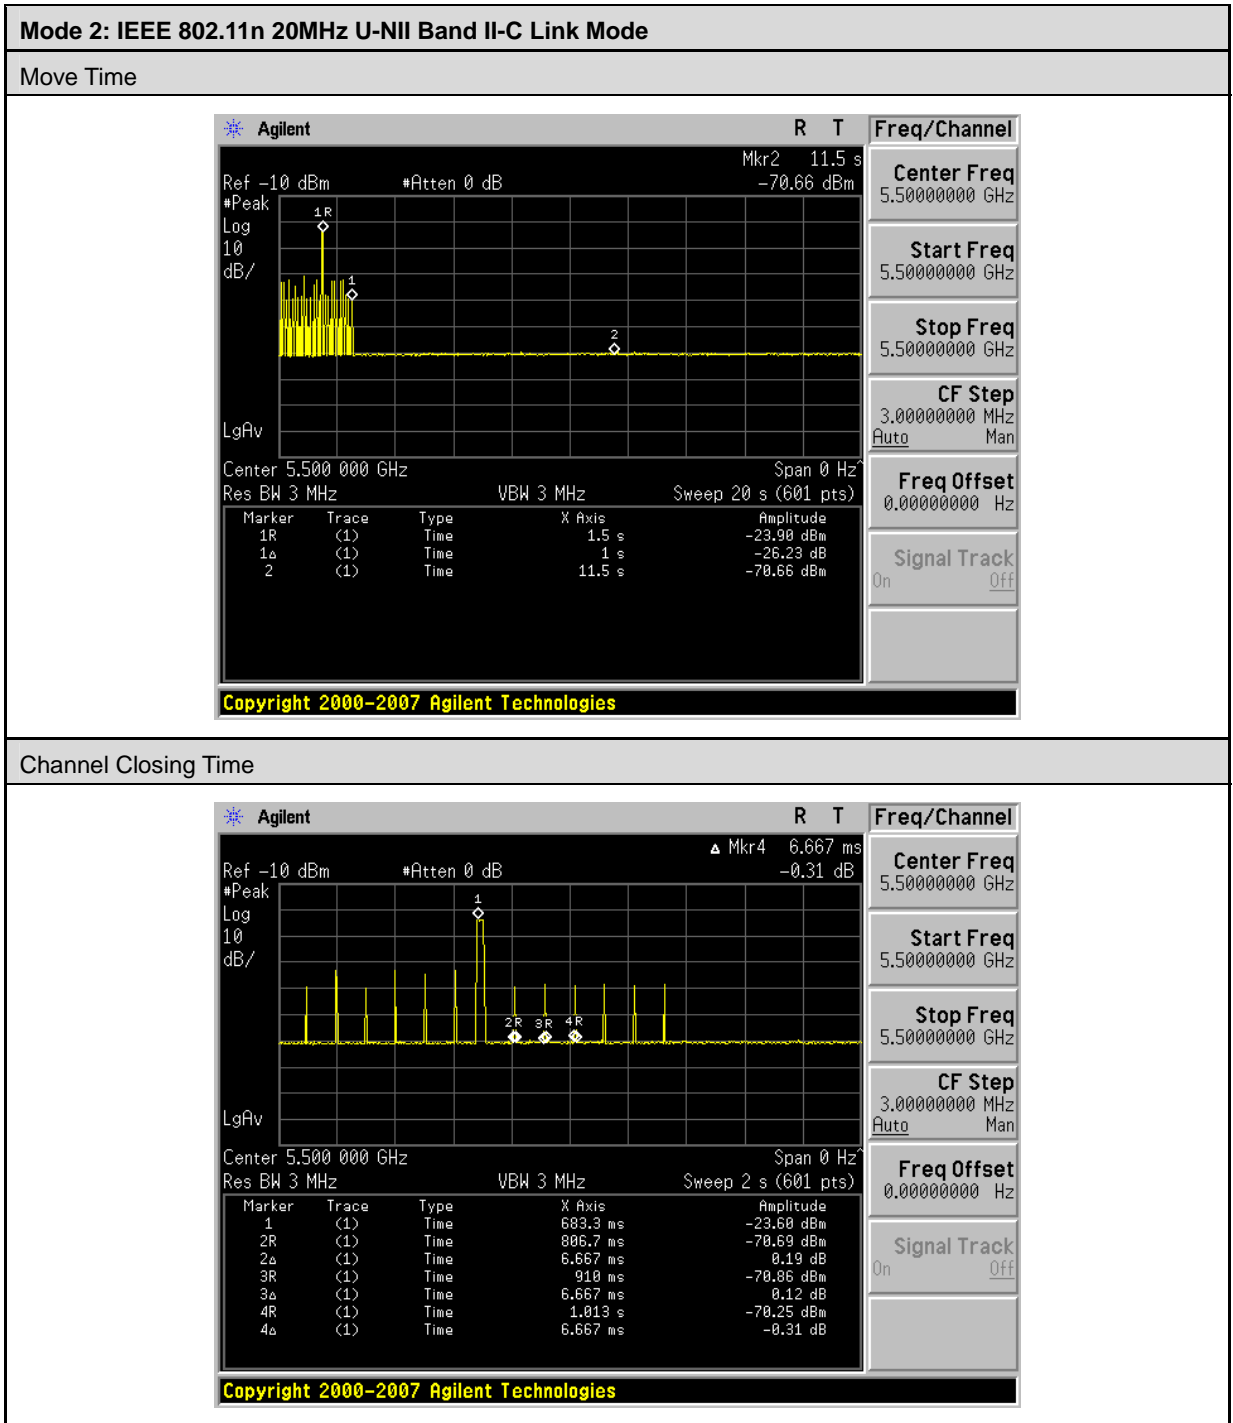 Mode 2: IEEE 802.11n 20MHz U-NII Band II-C Link Mode
Move Time
Agilent R T Freq/Channel
Mkr2 11.5 s
Ref -10 dBm #Atten 0 dB -70.66 dBm
#Peak
Log
10
dB/
1R
1
2
LgAv
Center 5.500 000 GHz Span 0 Hz^
Res BW 3 MHz VBW 3 MHz Sweep 20 s (601 pts)
Marker Trace Type X Axis Amplitude
1R (1) Time 1.5 s -23.90 dBm
1Δ (1) Time 1 s -26.23 dB
2 (1) Time 11.5 s -70.66 dBm
Center Freq
5.50000000 GHz
Start Freq
5.50000000 GHz
Stop Freq
5.50000000 GHz
CF Step
3.00000000 MHz
Auto Man
Freq Offset
0.00000000 Hz
Signal Track
On Off
Copyright 2000-2007 Agilent Technologies
Channel Closing Time
Agilent R T Freq/Channel
Δ Mkr4 6.667 ms
Ref -10 dBm #Atten 0 dB -0.31 dB
#Peak
Log
10
dB/
1
2R 3R 4R
LgAv
Center 5.500 000 GHz Span 0 Hz^
Res BW 3 MHz VBW 3 MHz Sweep 2 s (601 pts)
Marker Trace Type X Axis Amplitude
1 (1) Time 683.3 ms -23.60 dBm
2R (1) Time 806.7 ms -70.69 dBm
2Δ (1) Time 6.667 ms 0.19 dB
3R (1) Time 910 ms -70.86 dBm
3Δ (1) Time 6.667 ms 0.12 dB
4R (1) Time 1.013 s -70.25 dBm
4Δ (1) Time 6.667 ms -0.31 dB
Center Freq
5.50000000 GHz
Start Freq
5.50000000 GHz
Stop Freq
5.50000000 GHz
CF Step
3.00000000 MHz
Auto Man
Freq Offset
0.00000000 Hz
Signal Track
On Off
Copyright 2000-2007 Agilent Technologies